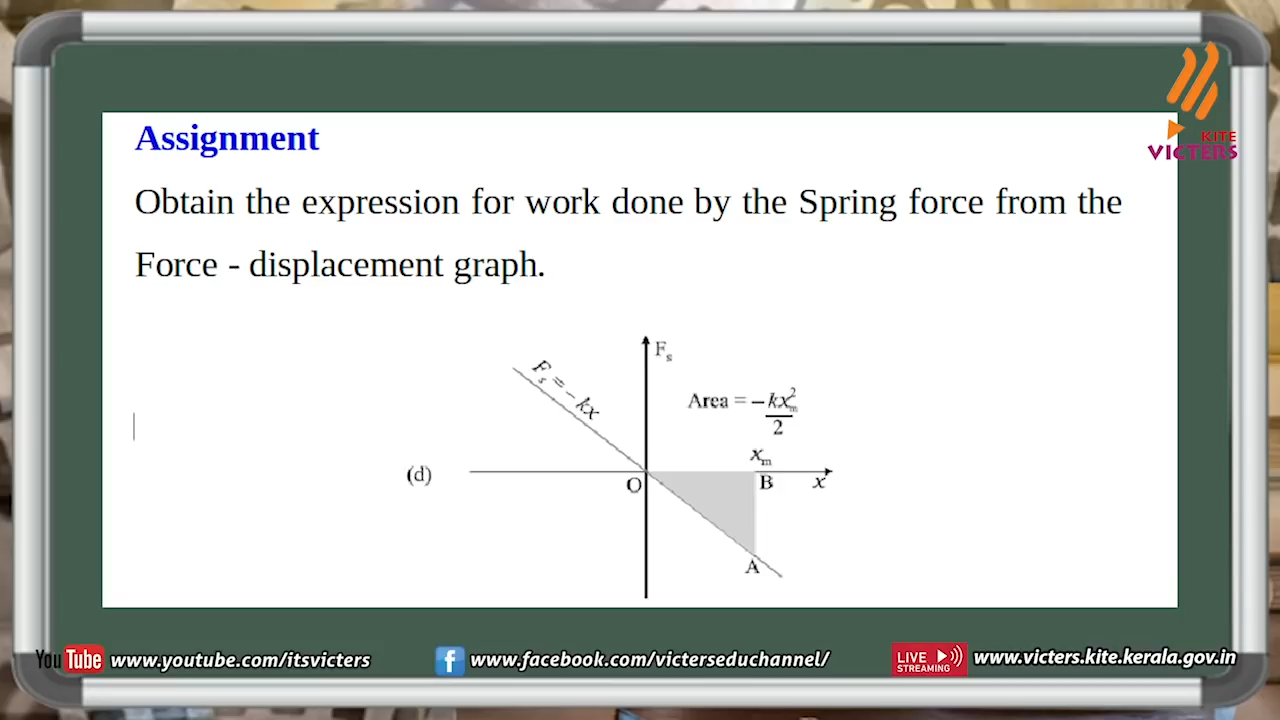 KITE
VICTERS
Assignment
Obtain the expression for work done by the Spring force from the
Force - displacement graph.
Fs
Fs = – kx
Area = –kx²m
2
xm
(d)
O
B
x
A
You Tube www.youtube.com/itsvicters
f www.facebook.com/victerseduchannel/
LIVE STREAMING www.victers.kite.kerala.gov.in